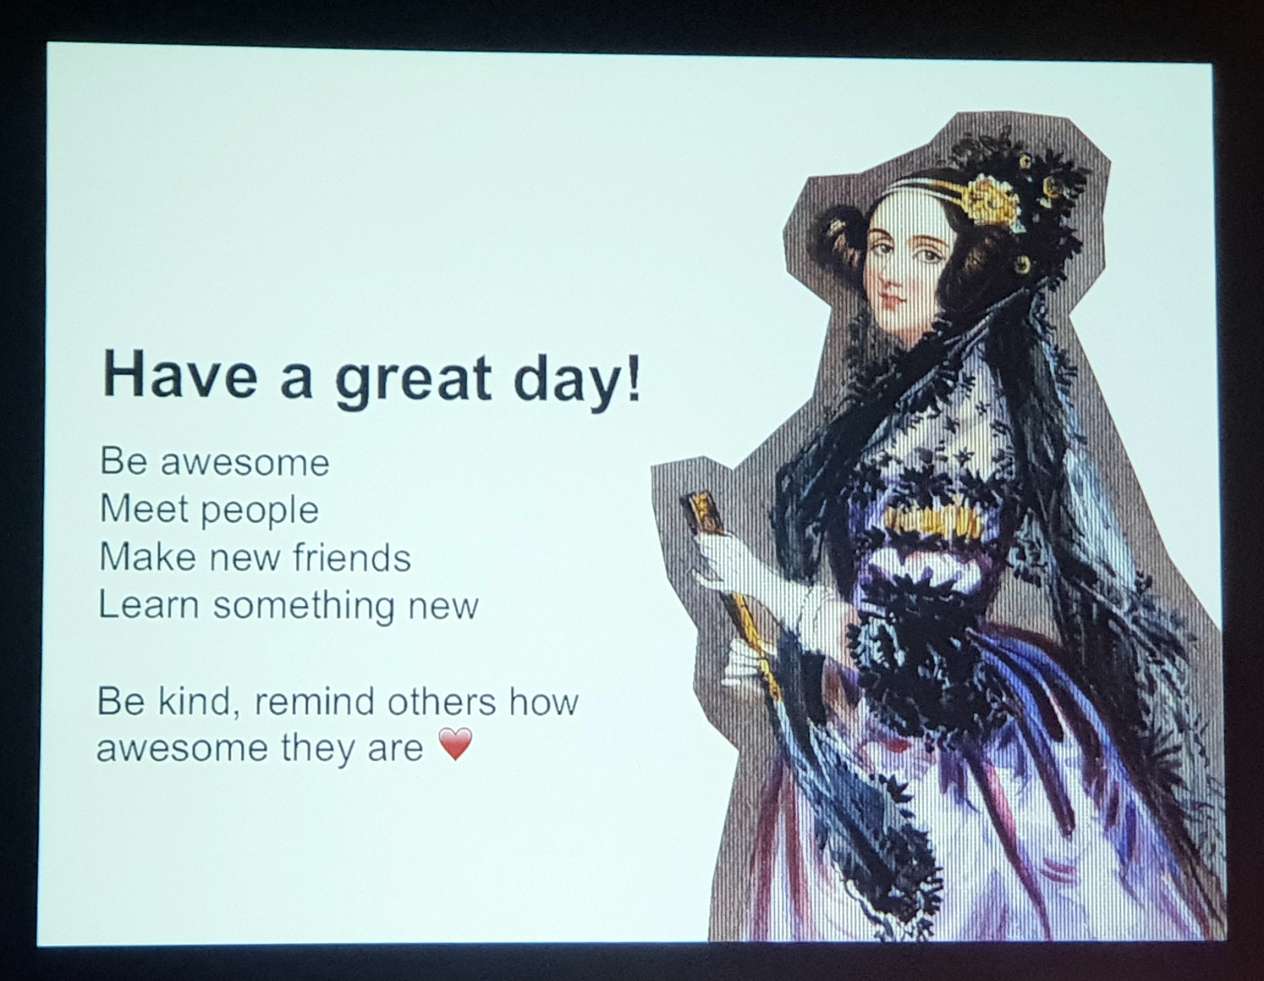 Have a great day!
Be awesome
Meet people
Make new friends
Learn something new
Be kind, remind others how
awesome they are ❤️